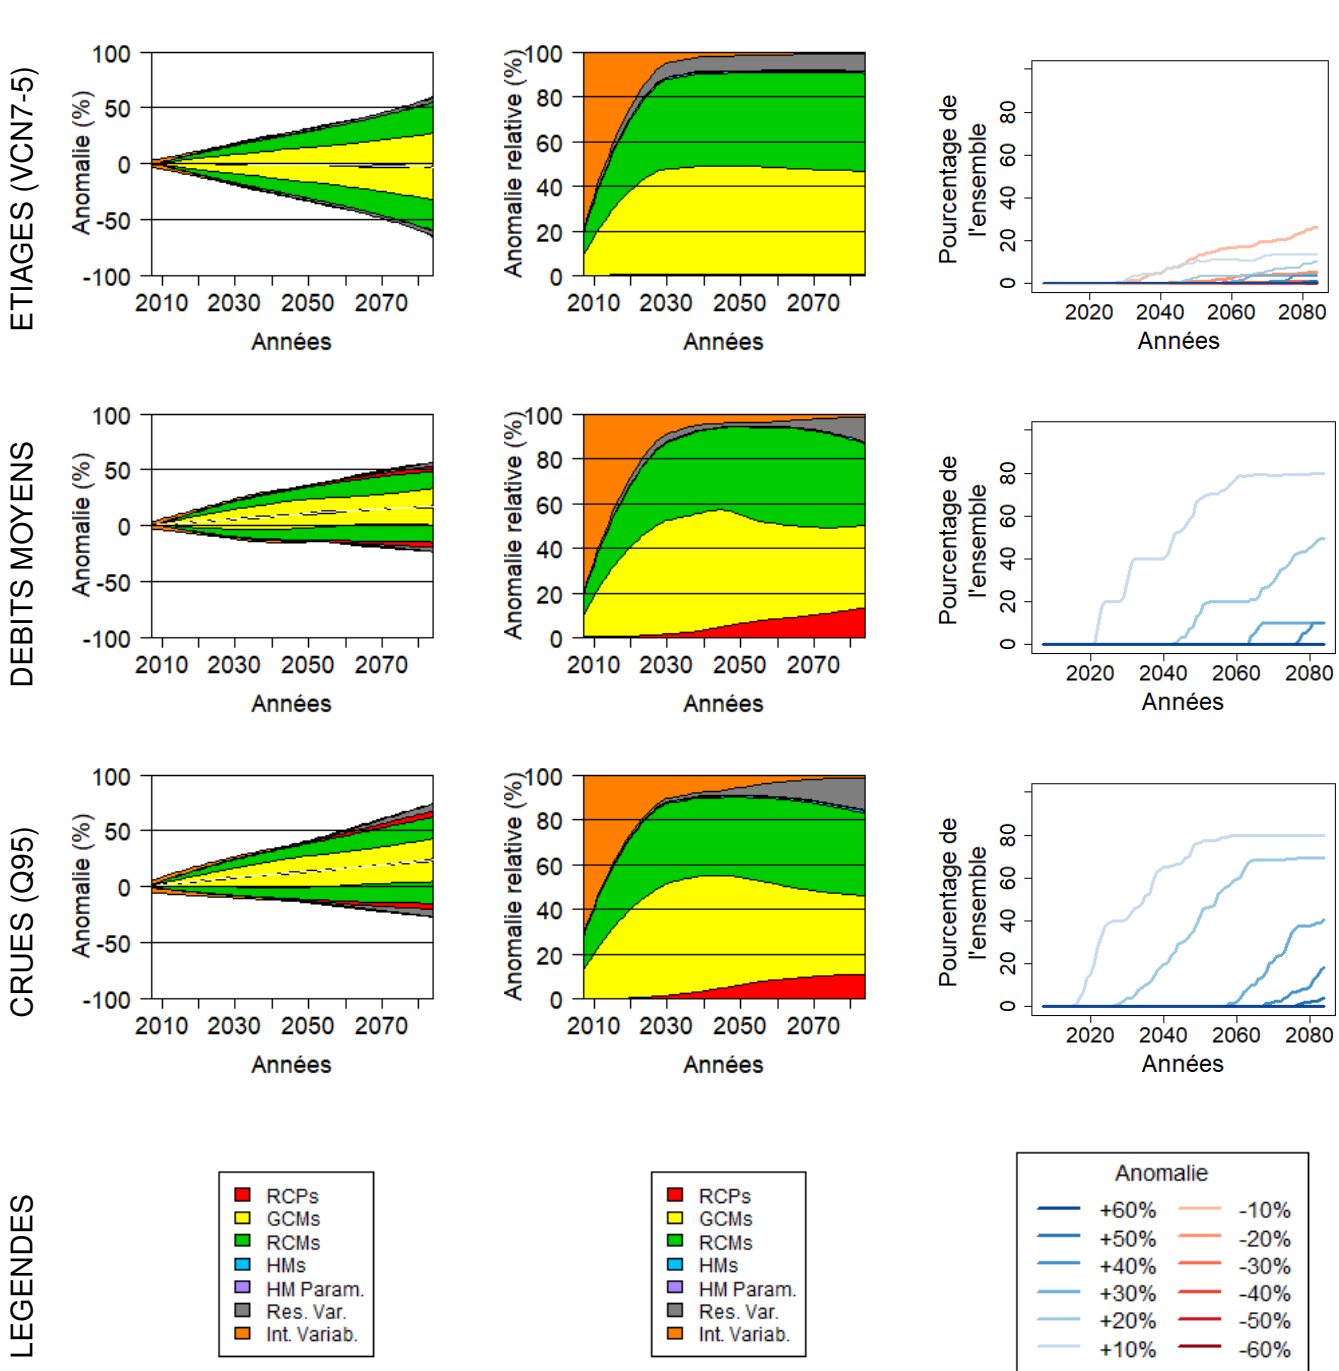 ETIAGES (VCN7-5)
Anomalie (%)
100
50
0
-50
-100
2010 2030 2050 2070
Années
Anomalie relative (%)
100
80
60
40
20
0
2010 2030 2050 2070
Années
Pourcentage de
l'ensemble
80
60
40
20
0
2020 2040 2060 2080
Années
DEBITS MOYENS
Anomalie (%)
100
50
0
-50
-100
2010 2030 2050 2070
Années
Anomalie relative (%)
100
80
60
40
20
0
2010 2030 2050 2070
Années
Pourcentage de
l'ensemble
80
60
40
20
0
2020 2040 2060 2080
Années
CRUES (Q95)
Anomalie (%)
100
50
0
-50
-100
2010 2030 2050 2070
Années
Anomalie relative (%)
100
80
60
40
20
0
2010 2030 2050 2070
Années
Pourcentage de
l'ensemble
80
60
40
20
0
2020 2040 2060 2080
Années
LEGENDES
RCPs
GCMs
RCMs
HMs
HM Param.
Res. Var.
Int. Variab.
RCPs
GCMs
RCMs
HMs
HM Param.
Res. Var.
Int. Variab.
Anomalie
+60% -10%
+50% -20%
+40% -30%
+30% -40%
+20% -50%
+10% -60%